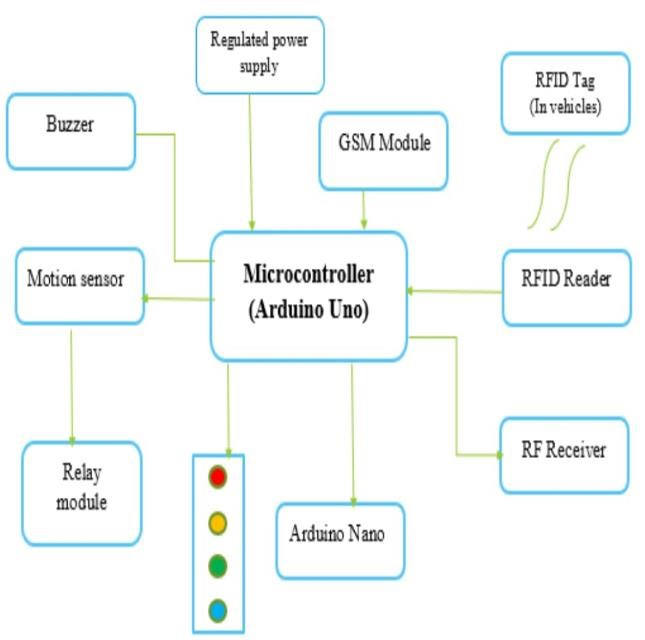 Regulated power
supply
RFID Tag
(In vehicles)
Buzzer
GSM Module
Microcontroller
(Arduino Uno)
Motion sensor
RFID Reader
Relay
module
RF Receiver
Arduino Nano